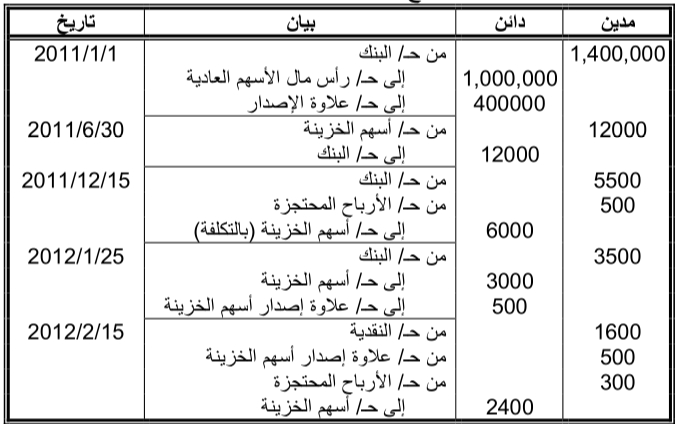 مدين دائن بيان تاريخ
1,400,000 من حـ/ البنك 2011/1/1
1,000,000 إلى حـ/ رأس مال الأسهم العادية
400000 إلى حـ/ علاوة الإصدار
12000 من حـ/ أسهم الخزينة 2011/6/30
12000 إلى حـ/ البنك
5500 من حـ/ البنك 2011/12/15
500 من حـ/ الأرباح المحتجزة
6000 إلى حـ/ أسهم الخزينة (بالتكلفة)
3500 من حـ/ البنك 2012/1/25
3000 إلى حـ/ أسهم الخزينة
500 إلى حـ/ علاوة إصدار أسهم الخزينة
1600 من حـ/ النقدية 2012/2/15
500 من حـ/ علاوة إصدار أسهم الخزينة
300 من حـ/ الأرباح المحتجزة
2400 إلى حـ/ أسهم الخزينة